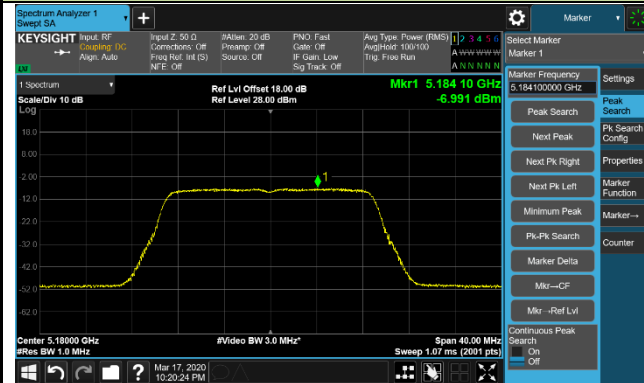 Spectrum Analyzer 1
Swept SA
Marker
KEYSIGHT
Input: RF
Coupling: DC
Align: Auto
Input Z: 50 Ω
Corrections: Off
Freq Ref: Int (S)
NFE: Off
#Atten: 20 dB
Preamp: Off
Source: Off
PNO: Fast
Gate: Off
IF Gain: Low
Sig Track: Off
Avg Type: Power (RMS)
Avg|Hold: 100/100
Trig: Free Run
1 2 3 4 5 6
A W W W W W
A N N N N N
Select Marker
Marker 1
1 Spectrum
Scale/Div 10 dB
Log
Ref Lvl Offset 18.00 dB
Ref Level 28.00 dBm
Mkr1 5.184 10 GHz
-6.991 dBm
18.0
8.00
-2.00
-12.0
-22.0
-32.0
-42.0
-52.0
-62.0
1
Center 5.18000 GHz
#Res BW 1.0 MHz
#Video BW 3.0 MHz*
Span 40.00 MHz
Sweep 1.07 ms (2001 pts)
Marker Frequency
5.184100000 GHz
Peak Search
Next Peak
Next Pk Right
Next Pk Left
Minimum Peak
Pk-Pk Search
Marker Delta
Mkr→CF
Mkr→Ref Lvl
Continuous Peak
Search
On
Off
Settings
Peak
Search
Pk Search
Config
Properties
Marker
Function
Marker→
Counter
Mar 17, 2020
10:20:24 PM